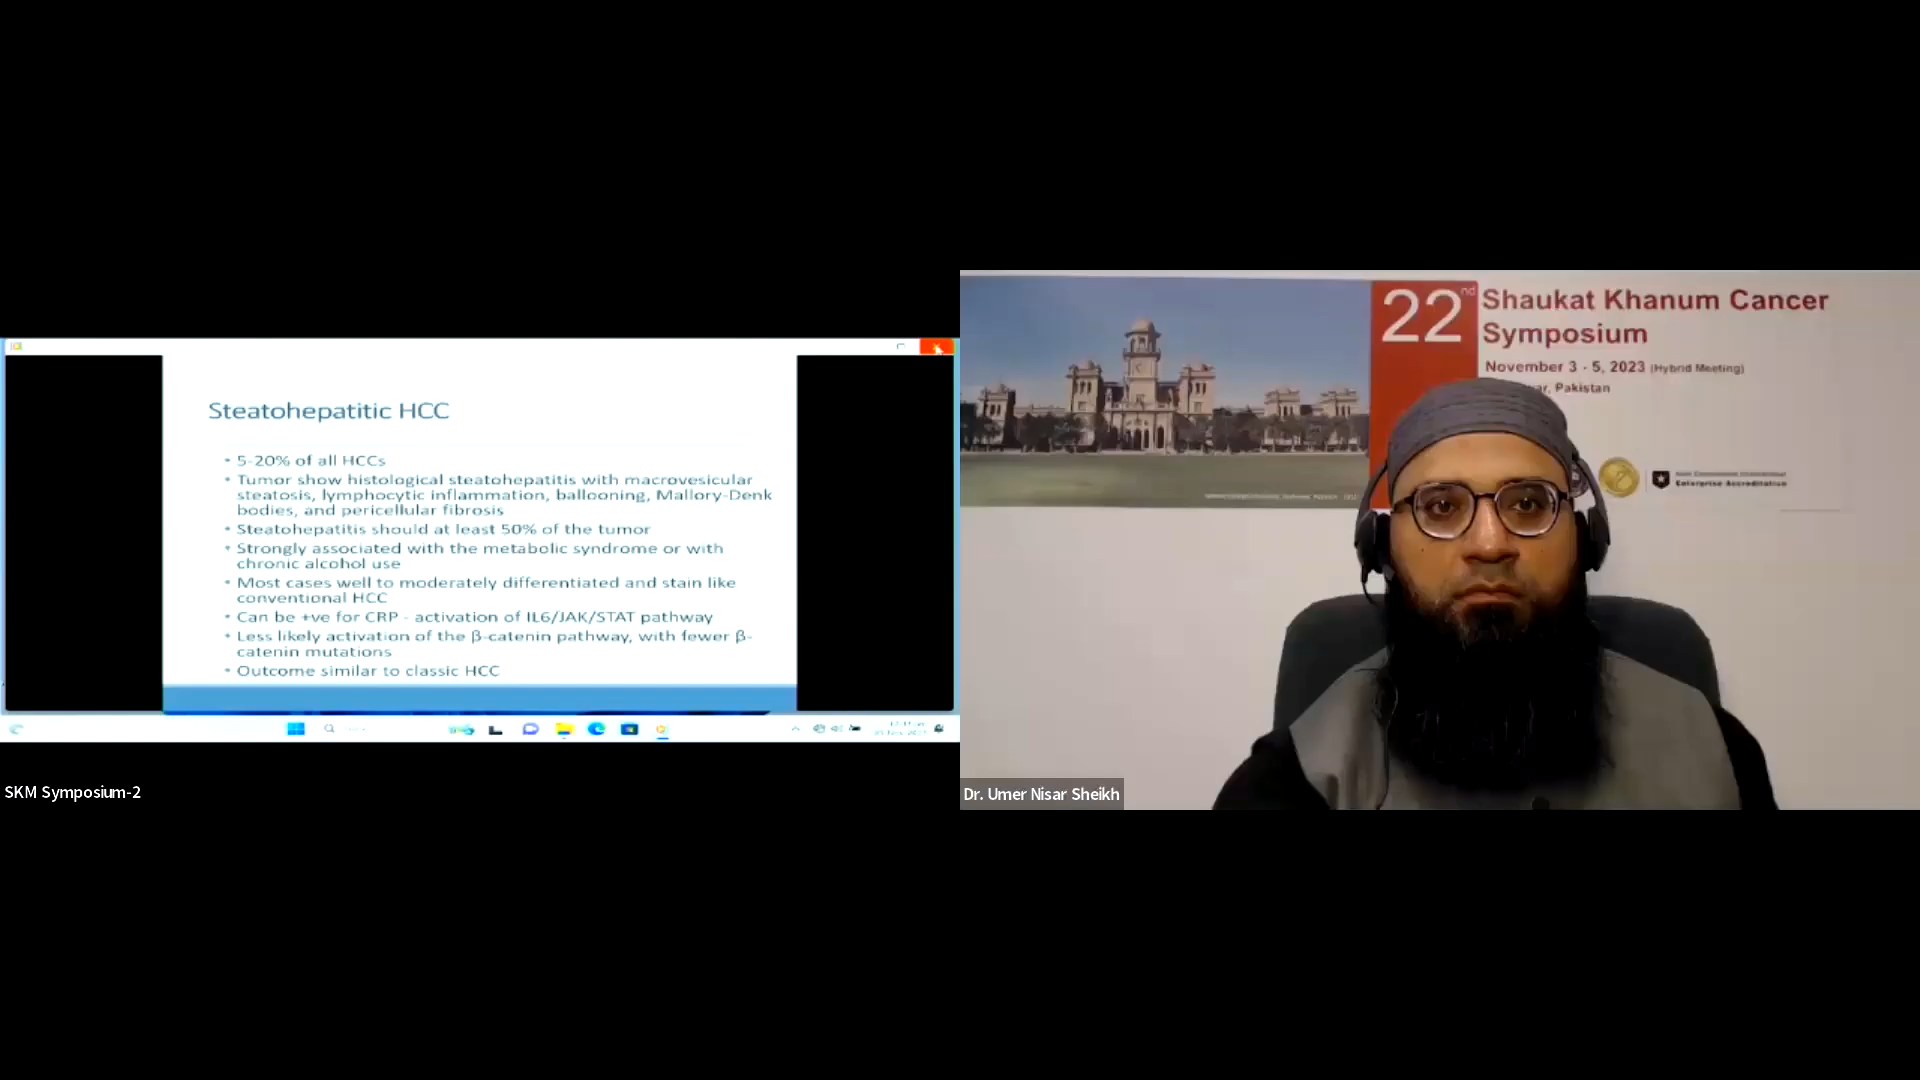 Steatohepatitic HCC
• 5-20% of all HCCs
• Tumor show histological steatohepatitis with macrovesicular
steatosis, lymphocytic inflammation, ballooning, Mallory-Denk
bodies, and pericellular fibrosis
• Steatohepatitis should at least 50% of the tumor
• Strongly associated with the metabolic syndrome or with
chronic alcohol use
• Most cases well to moderately differentiated and stain like
conventional HCC
• Can be +ve for CRP - activation of IL6/JAK/STAT pathway
• Less likely activation of the β-catenin pathway, with fewer β-
catenin mutations
• Outcome similar to classic HCC
SKM Symposium-2
22nd
Shaukat Khanum Cancer
Symposium
November 3 - 5, 2023 (Hybrid Meeting)
Pakistan
Enterprise Accreditation
Dr. Umer Nisar Sheikh